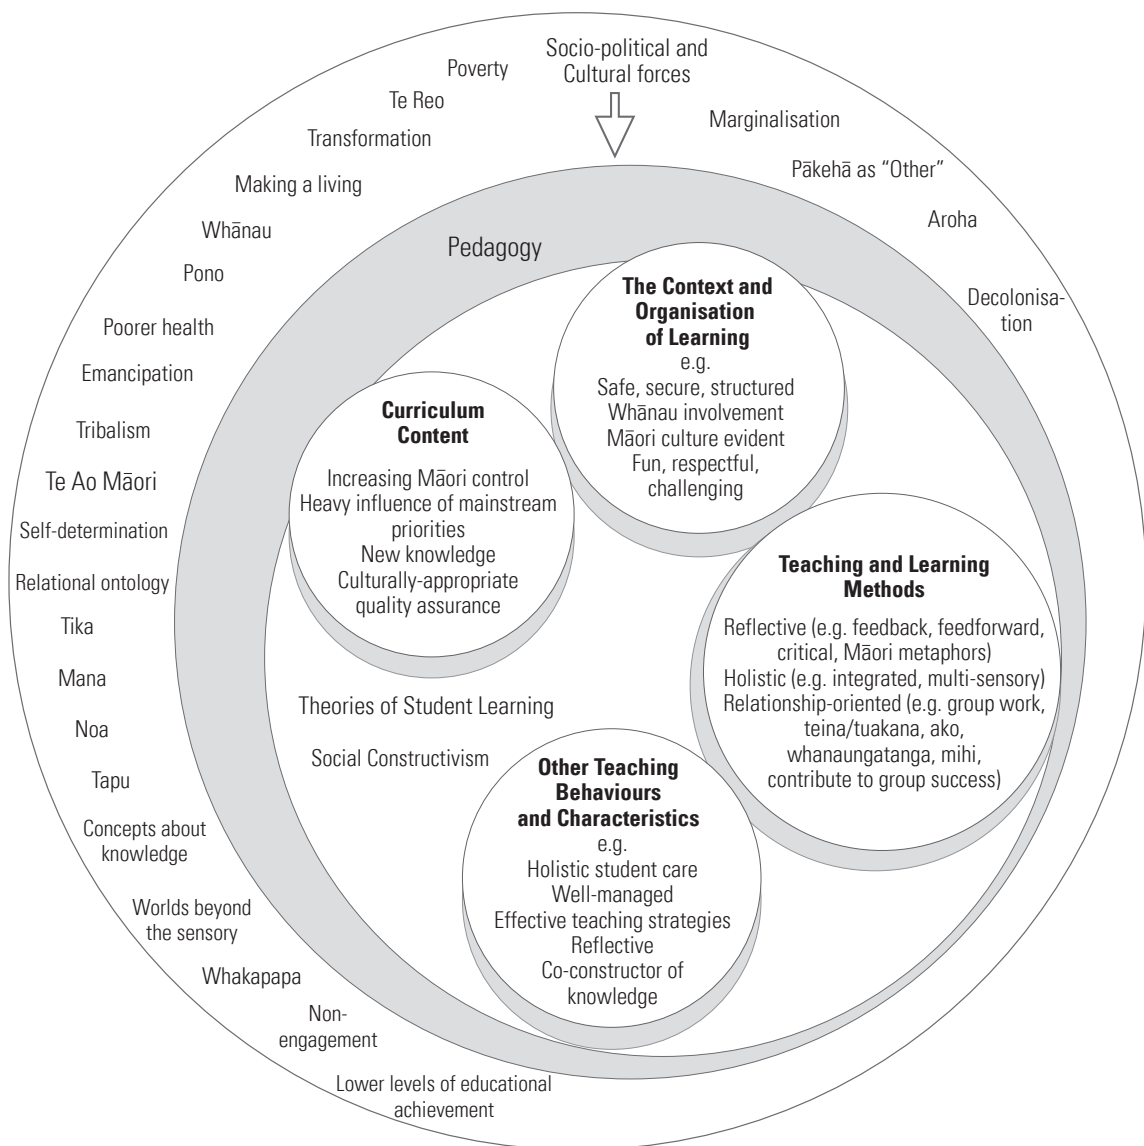 Socio-political and
Cultural forces
Poverty
Te Reo
Transformation
Making a living
Whānau
Pono
Poorer health
Emancipation
Tribalism
Te Ao Māori
Self-determination
Relational ontology
Tika
Mana
Noa
Tapu
Concepts about
knowledge
Worlds beyond
the sensory
Whakapapa
Non-
engagement
Lower levels of educational
achievement
Marginalisation
Pākehā as “Other”
Aroha
Decolonisa-
tion
Pedagogy
The Context and
Organisation
of Learning
e.g.
Safe, secure, structured
Whānau involvement
Māori culture evident
Fun, respectful,
challenging
Curriculum
Content
Increasing Māori control
Heavy influence of mainstream
priorities
New knowledge
Culturally-appropriate
quality assurance
Teaching and Learning
Methods
Reflective (e.g. feedback, feedforward,
critical, Māori metaphors)
Holistic (e.g. integrated, multi-sensory)
Relationship-oriented (e.g. group work,
teina/tuakana, ako,
whanaungatanga, mihi,
contribute to group success)
Theories of Student Learning
Social Constructivism
Other Teaching
Behaviours
and Characteristics
e.g.
Holistic student care
Well-managed
Effective teaching strategies
Reflective
Co-constructor of
knowledge